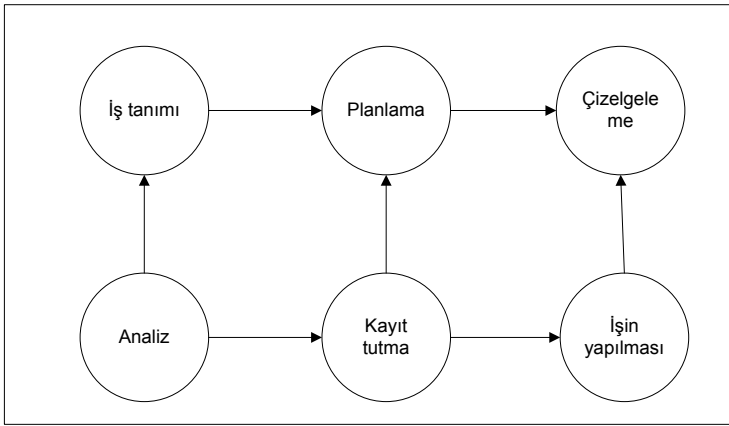 İş tanımı
Planlama
Çizelgele
me
Analiz
Kayıt
tutma
İşin
yapılması